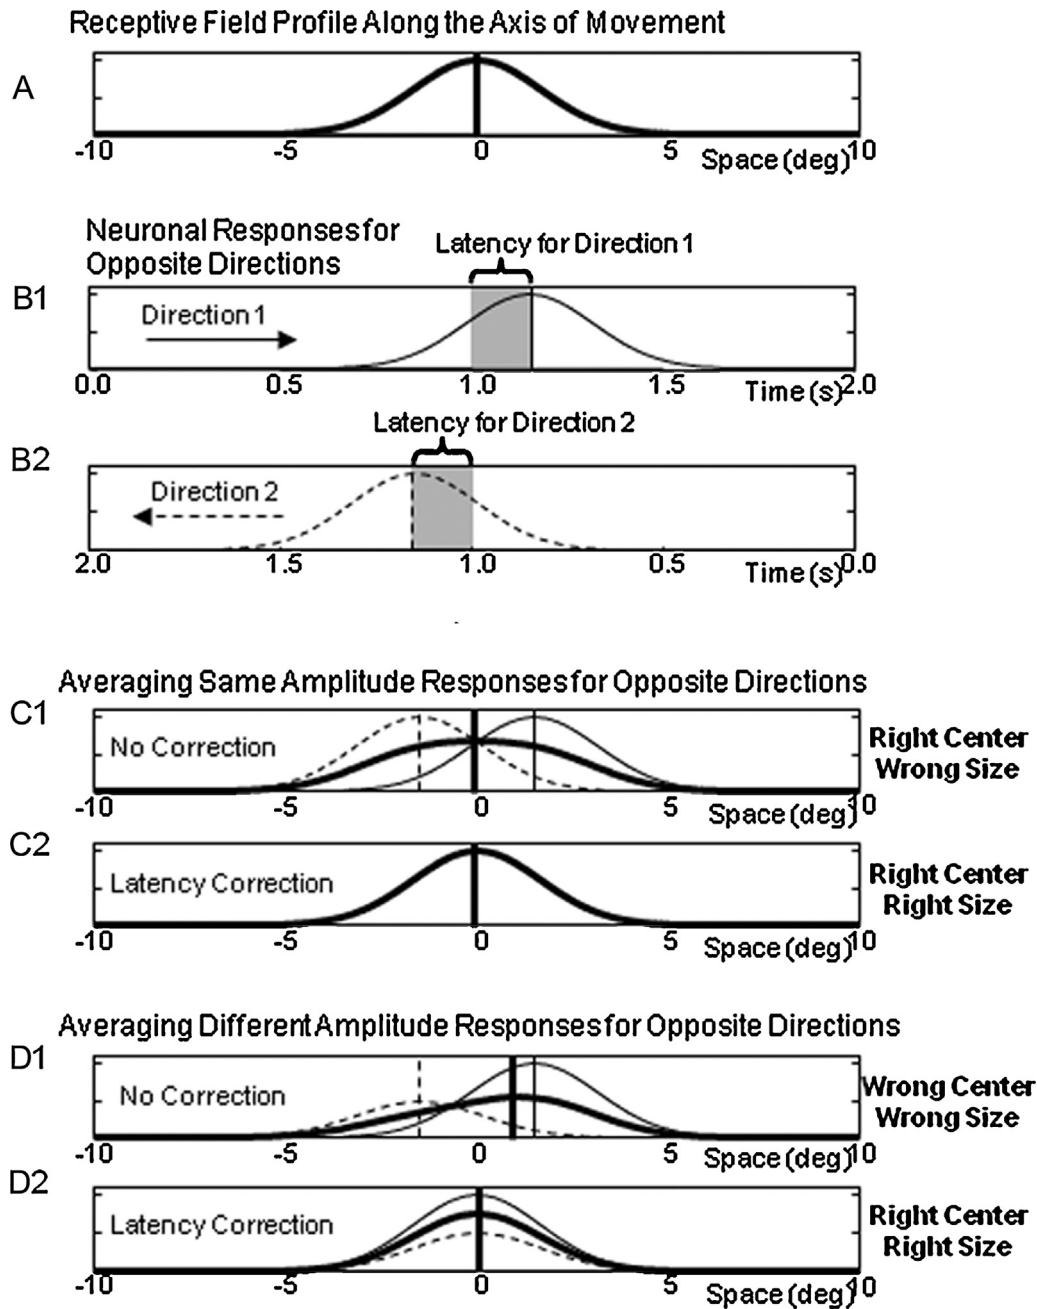 Receptive Field Profile Along the Axis of Movement
A
-10 -5 0 5 10
Space (deg)
Neuronal Responses for
Opposite Directions
Latency for Direction 1
B1
Direction 1
0.0 0.5 1.0 1.5 2.0
Time (s)
Latency for Direction 2
B2
Direction 2
2.0 1.5 1.0 0.5 0.0
Time (s)
Averaging Same Amplitude Responses for Opposite Directions
C1
No Correction
Right Center
Wrong Size
-10 -5 0 5 10
Space (deg)
C2
Latency Correction
Right Center
Right Size
-10 -5 0 5 10
Space (deg)
Averaging Different Amplitude Responses for Opposite Directions
D1
No Correction
Wrong Center
Wrong Size
-10 -5 0 5 10
Space (deg)
D2
Latency Correction
Right Center
Right Size
-10 -5 0 5 10
Space (deg)